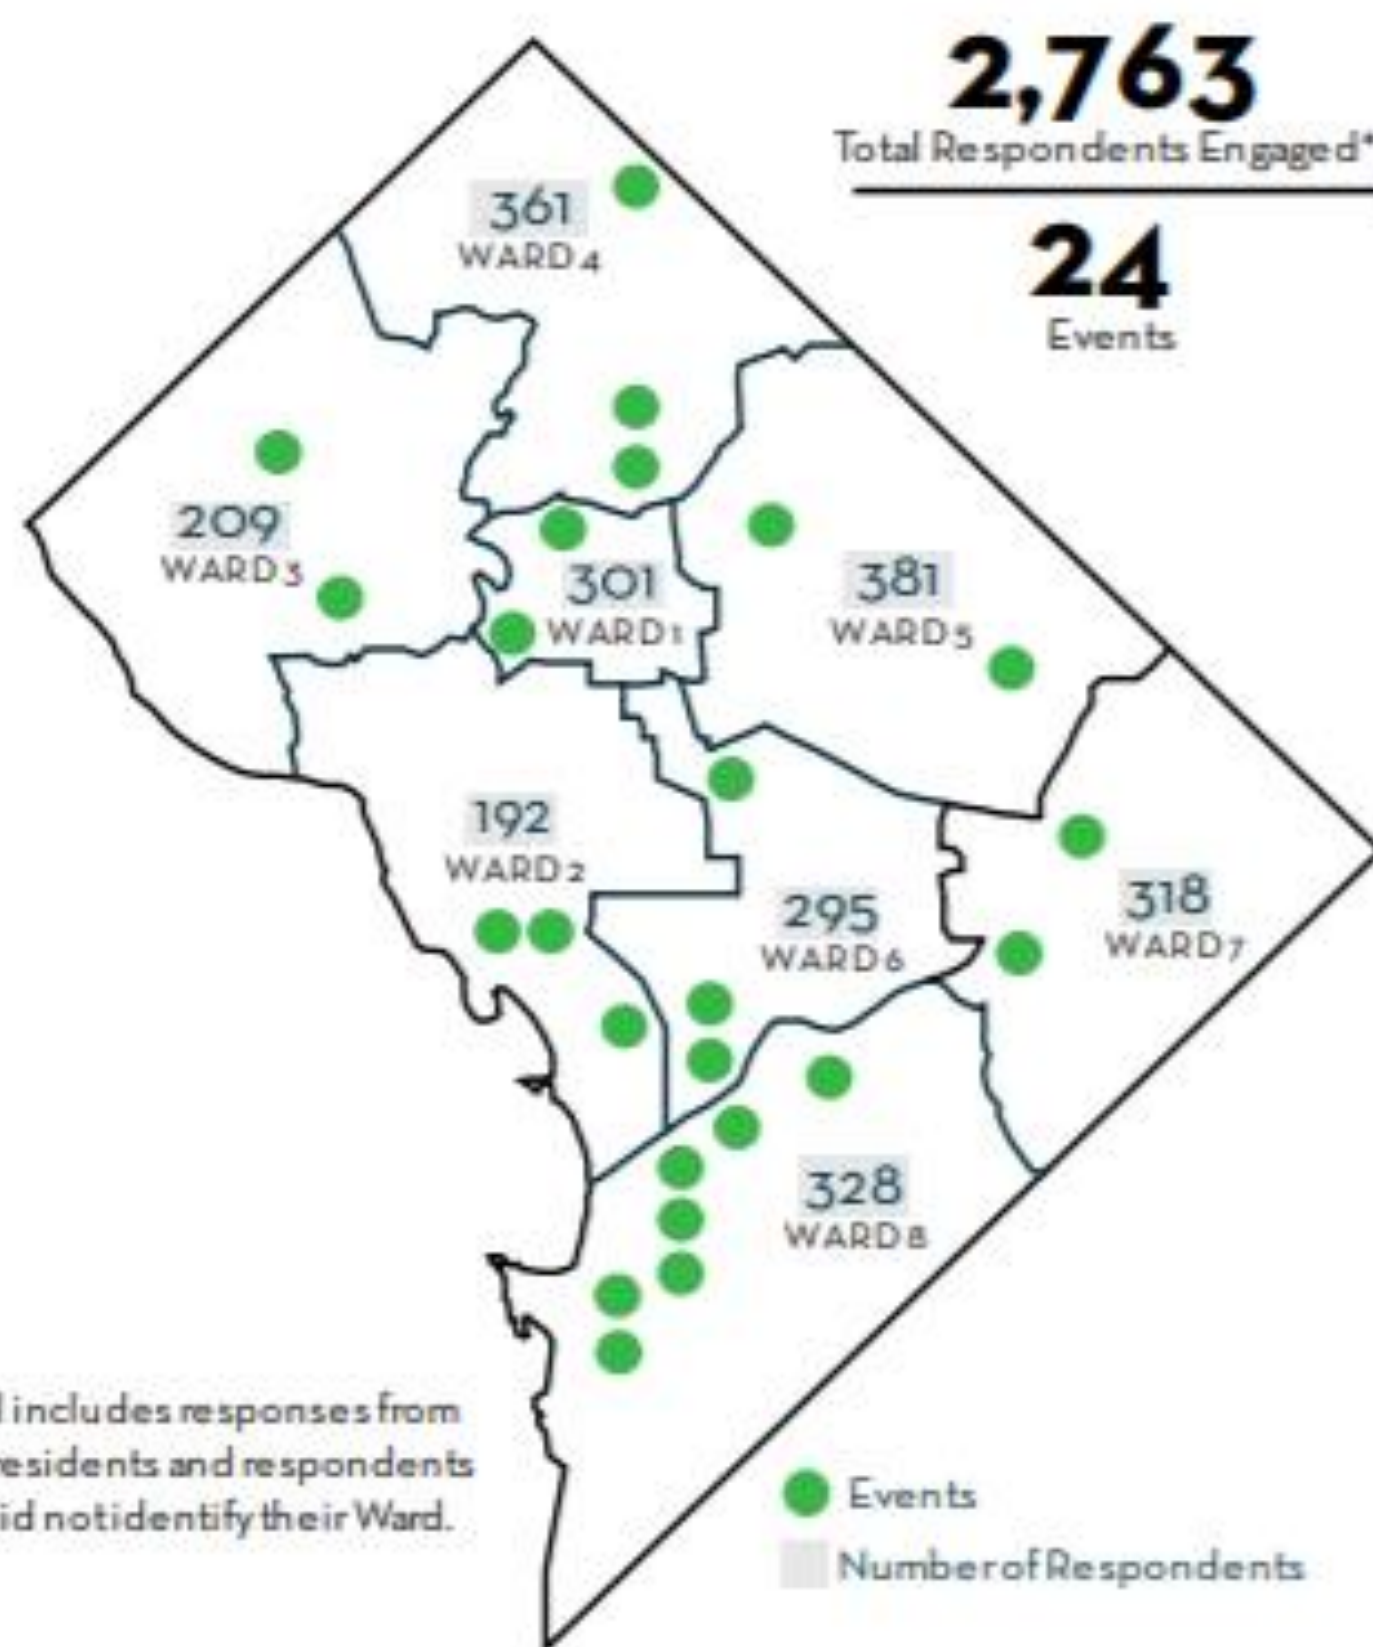 2,763
Total Respondents Engaged*
24
Events
361
WARD 4
209
WARD 3
301
WARD 1
381
WARD 5
192
WARD 2
295
WARD 6
318
WARD 7
328
WARD 8
includes responses from
residents and respondents
not identify their Ward.
Events
Number of Respondents